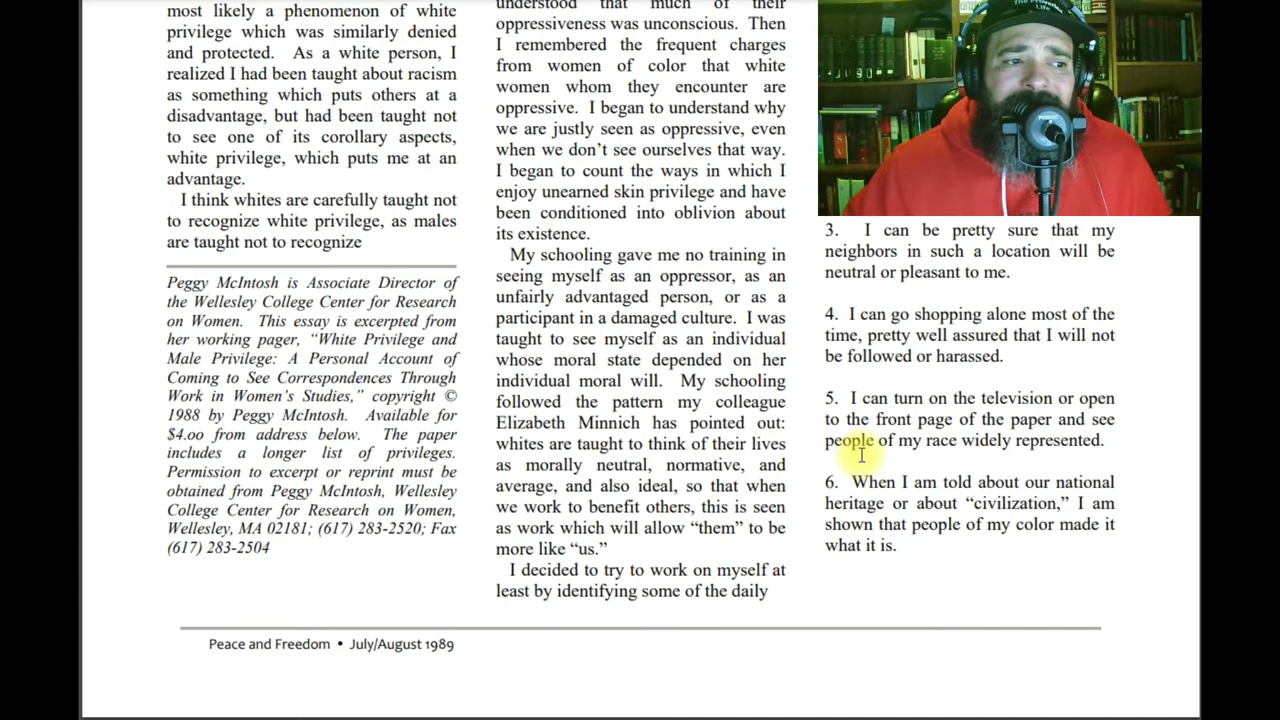 most likely a phenomenon of white
privilege which was similarly denied
and protected. As a white person, I
realized I had been taught about racism
as something which puts others at a
disadvantage, but had been taught not
to see one of its corollary aspects,
white privilege, which puts me at an
advantage.
I think whites are carefully taught not
to recognize white privilege, as males
are taught not to recognize
Peggy McIntosh is Associate Director of
the Wellesley College Center for Research
on Women. This essay is excerpted from
her working pager, “White Privilege and
Male Privilege: A Personal Account of
Coming to See Correspondences Through
Work in Women’s Studies,” copyright ©
1988 by Peggy McIntosh. Available for
$4.oo from address below. The paper
includes a longer list of privileges.
Permission to excerpt or reprint must be
obtained from Peggy McIntosh, Wellesley
College Center for Research on Women,
Wellesley, MA 02181; (617) 283-2520; Fax
(617) 283-2504
understood that much of their
oppressiveness was unconscious. Then
I remembered the frequent charges
from women of color that white
women whom they encounter are
oppressive. I began to understand why
we are justly seen as oppressive, even
when we don’t see ourselves that way.
I began to count the ways in which I
enjoy unearned skin privilege and have
been conditioned into oblivion about
its existence.
My schooling gave me no training in
seeing myself as an oppressor, as an
unfairly advantaged person, or as a
participant in a damaged culture. I was
taught to see myself as an individual
whose moral state depended on her
individual moral will. My schooling
followed the pattern my colleague
Elizabeth Minnich has pointed out:
whites are taught to think of their lives
as morally neutral, normative, and
average, and also ideal, so that when
we work to benefit others, this is seen
as work which will allow “them” to be
more like “us.”
I decided to try to work on myself at
least by identifying some of the daily
The Proverbs
Life
3. I can be pretty sure that my
neighbors in such a location will be
neutral or pleasant to me.
4. I can go shopping alone most of the
time, pretty well assured that I will not
be followed or harassed.
5. I can turn on the television or open
to the front page of the paper and see
people of my race widely represented.
6. When I am told about our national
heritage or about “civilization,” I am
shown that people of my color made it
what it is.
Peace and Freedom • July/August 1989